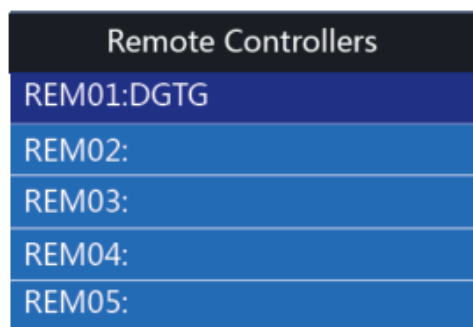 Remote Controllers
REM01:DGTG
REM02:
REM03:
REM04:
REM05: